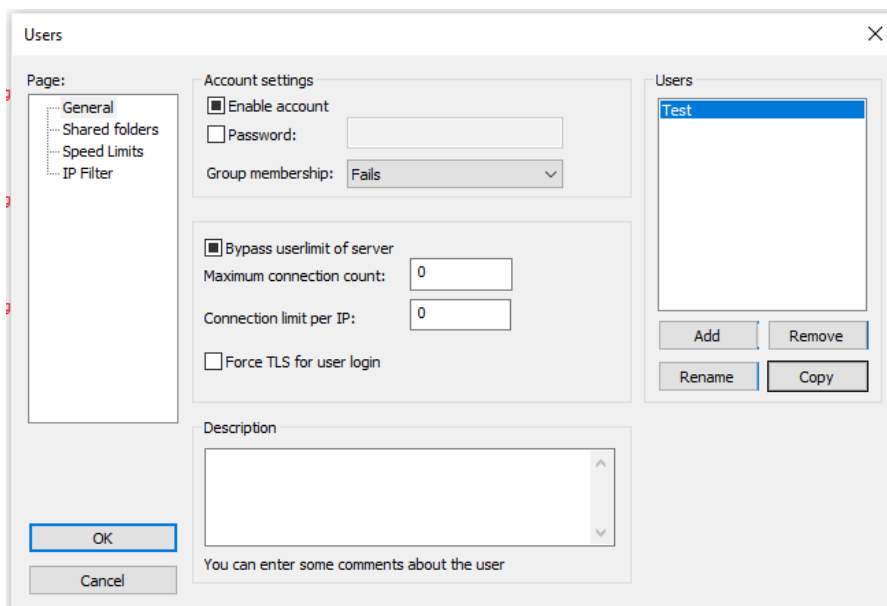 Users
Page:
General
Shared folders
Speed Limits
IP Filter
OK
Cancel
Account settings
Enable account
Password:
Group membership: Fails
Bypass userlimit of server
Maximum connection count: 0
Connection limit per IP: 0
Force TLS for user login
Description
You can enter some comments about the user
Users
Test
Add Remove
Rename Copy